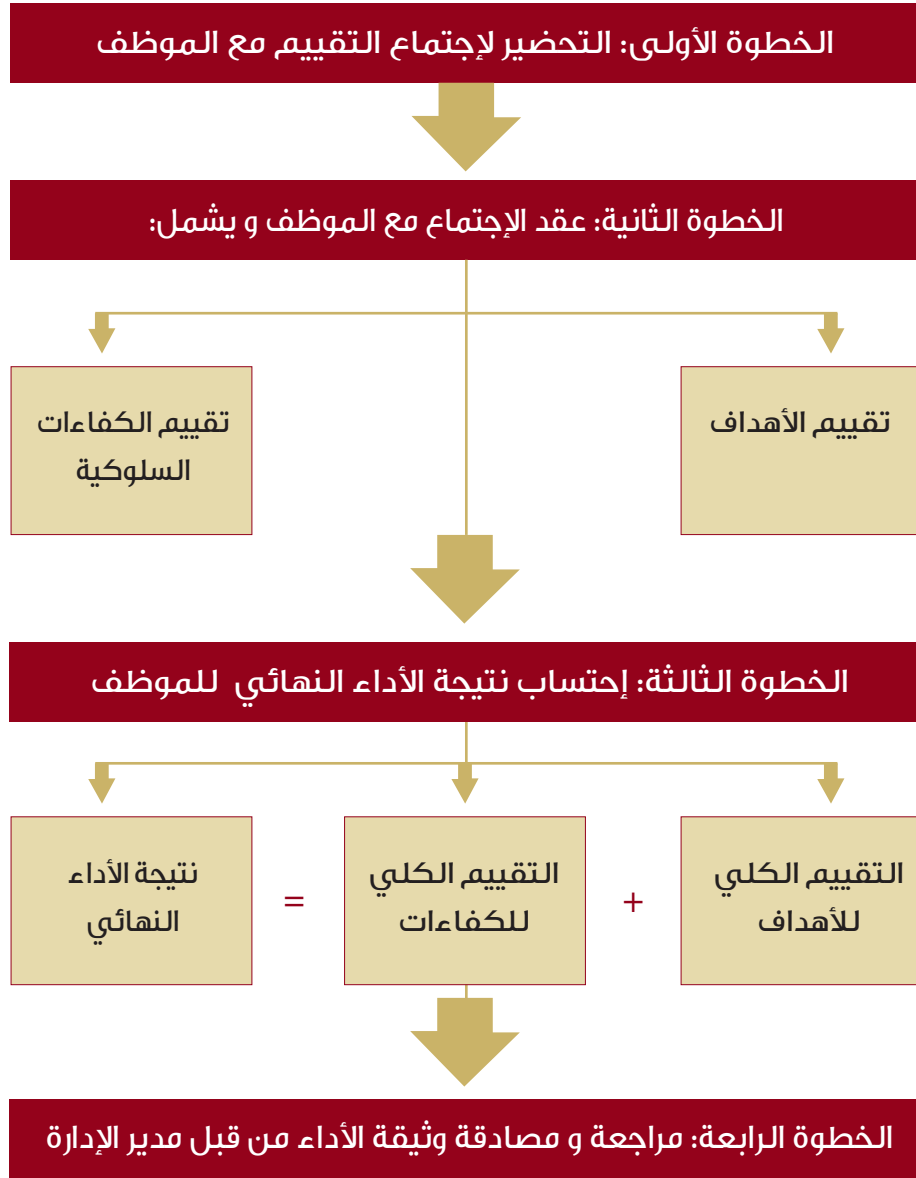 الخطوة الأولى: التحضير لإجتماع التقييم مع الموظف
الخطوة الثانية: عقد الإجتماع مع الموظف و يشمل:
تقييم الأهداف
تقييم الكفاءات
السلوكية
الخطوة الثالثة: إحتساب نتيجة الأداء النهائي للموظف
التقييم الكلي
للأهداف
+
التقييم الكلي
للكفاءات
=
نتيجة الأداء
النهائي
الخطوة الرابعة: مراجعة و مصادقة وثيقة الأداء من قبل مدير الإدارة